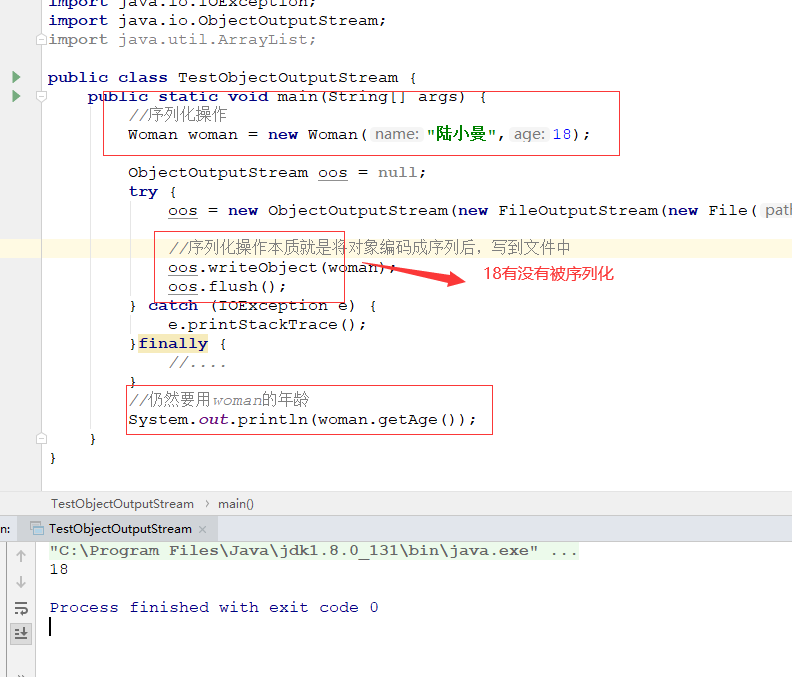 import java.io.IOException;
import java.io.ObjectOutputStream;
import java.util.ArrayList;
public class TestObjectOutputStream {
public static void main(String[] args) {
//序列化操作
Woman woman = new Woman( name: "陆小曼", age: 18);
ObjectOutputStream oos = null;
try {
oos = new ObjectOutputStream(new FileOutputStream(new File( path
//序列化操作本质就是将对象编码成序列后，写到文件中
oos.writeObject(woman);
18有没有被序列化
oos.flush();
} catch (IOException e) {
e.printStackTrace();
}finally {
//....
}
//仍然要用woman的年龄
System.out.println(woman.getAge());
}
}
TestObjectOutputStream › main()
n: TestObjectOutputStream ×
"C:\Program Files\Java\jdk1.8.0_131\bin\java.exe" ...
18
Process finished with exit code 0